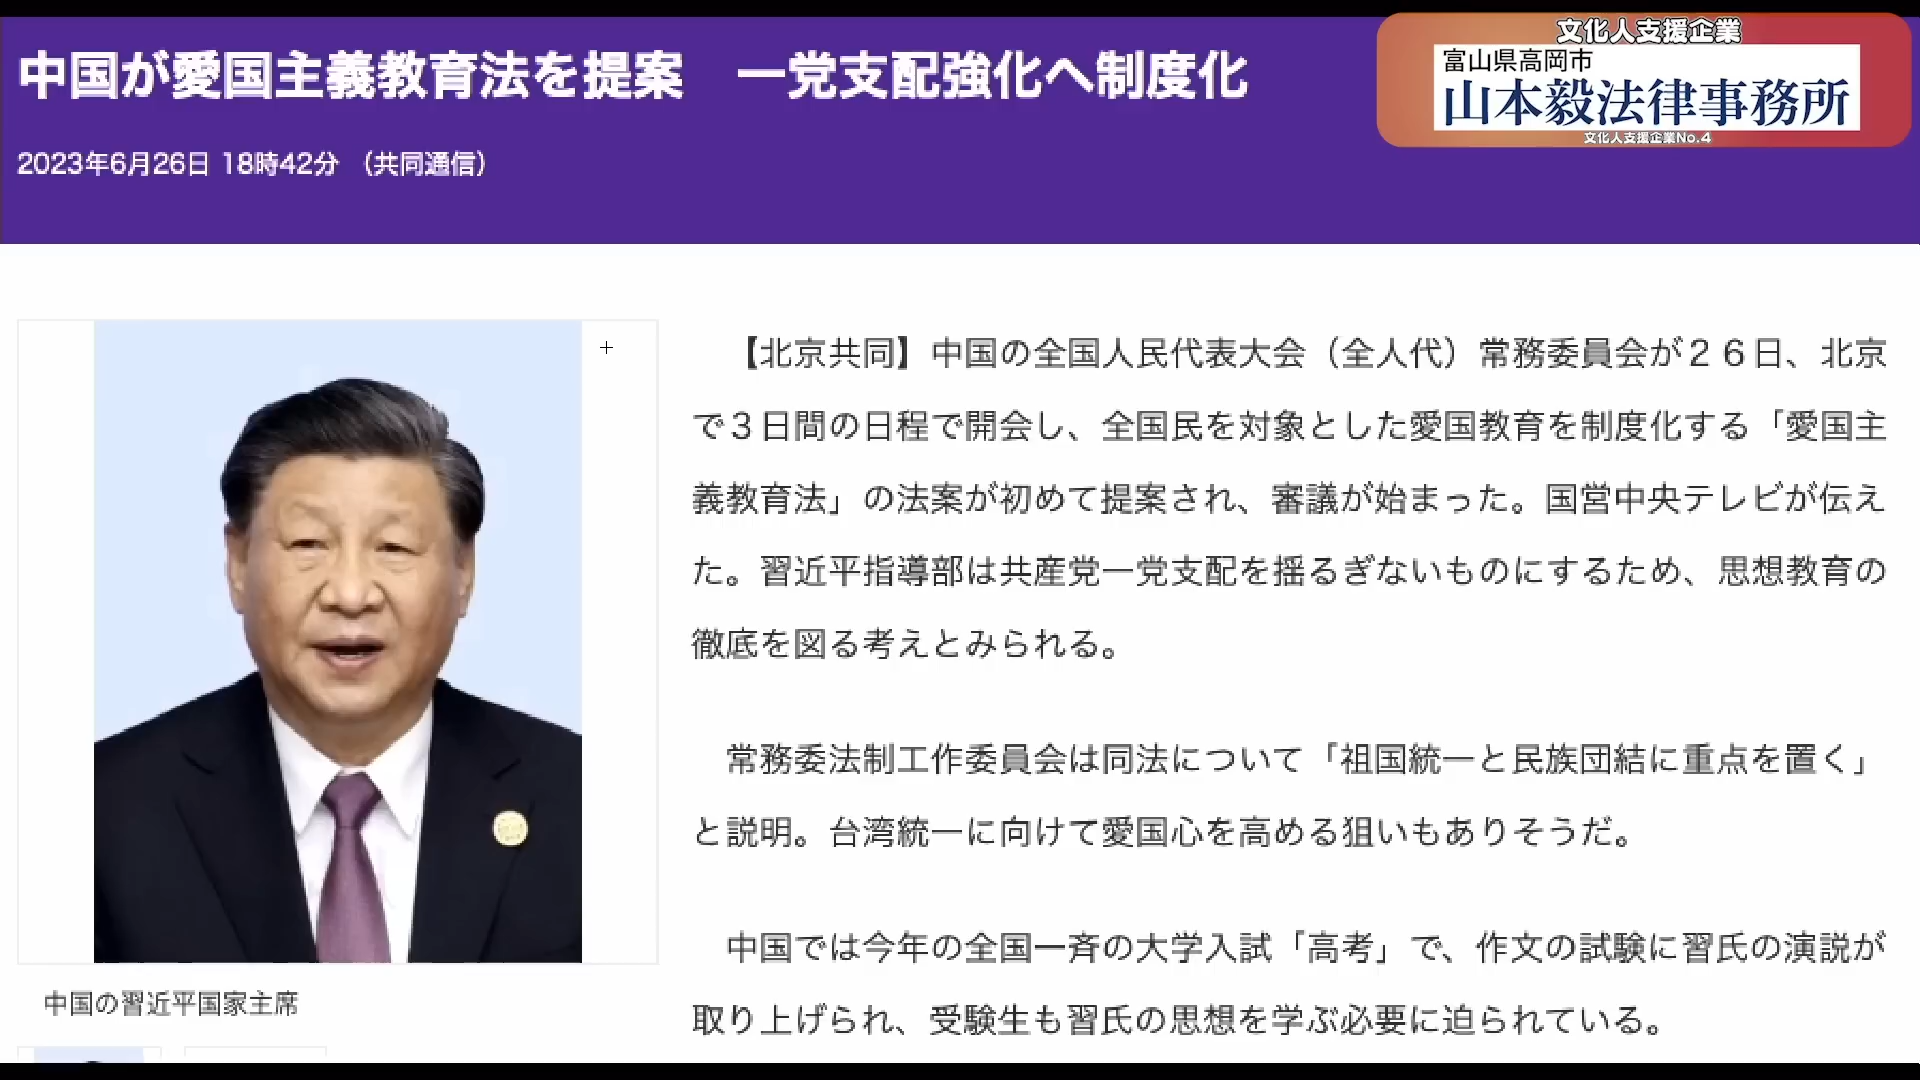 中国が愛国主義教育法を提案　一党支配強化へ制度化
2023年6月26日 18時42分 （共同通信）
文化人支援企業
富山県高岡市
山本毅法律事務所
文化人支援企業No.4
【北京共同】中国の全国人民代表大会（全人代）常務委員会が２６日、北京
で３日間の日程で開会し、全国民を対象とした愛国教育を制度化する「愛国主
義教育法」の法案が初めて提案され、審議が始まった。国営中央テレビが伝え
た。習近平指導部は共産党一党支配を揺るぎないものにするため、思想教育の
徹底を図る考えとみられる。
常務委法制工作委員会は同法について「祖国統一と民族団結に重点を置く」
と説明。台湾統一に向けて愛国心を高める狙いもありそうだ。
中国では今年の全国一斉の大学入試「高考」で、作文の試験に習氏の演説が
取り上げられ、受験生も習氏の思想を学ぶ必要に迫られている。
中国の習近平国家主席